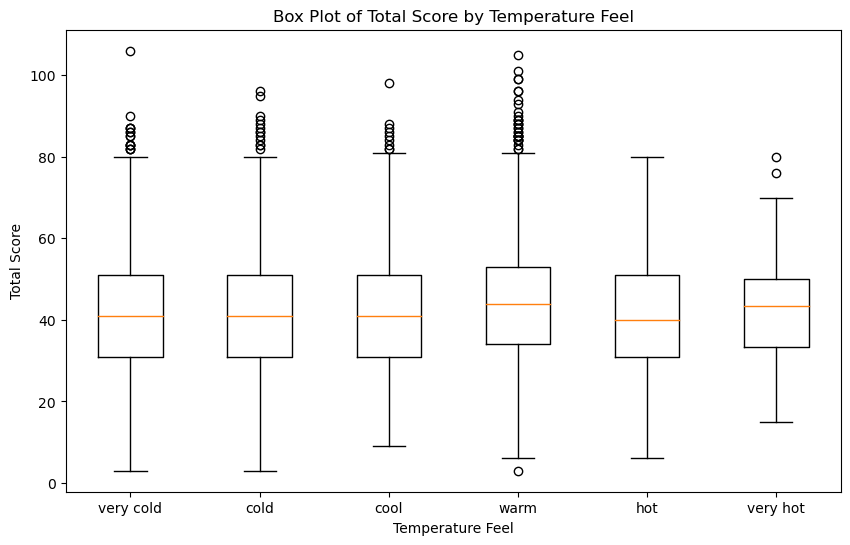 Box Plot of Total Score by Temperature Feel
Total Score
100
80
60
40
20
0
very cold cold cool warm hot very hot
Temperature Feel